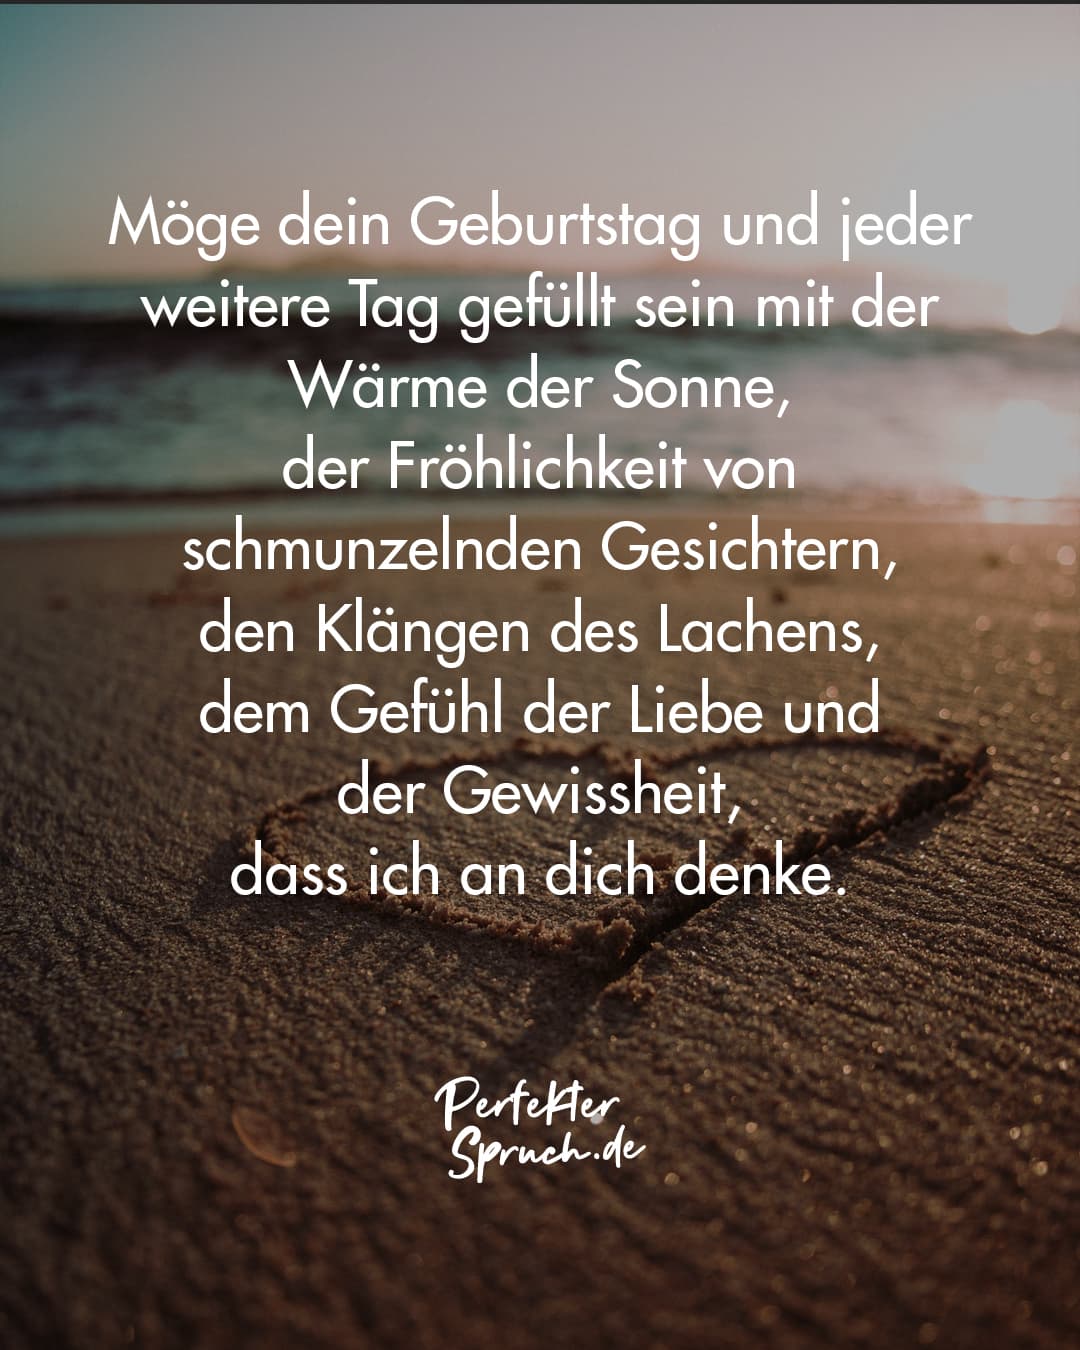 Möge dein Geburtstag und jeder
weitere Tag gefüllt sein mit der
Wärme der Sonne,
der Fröhlichkeit von
schmunzelnden Gesichtern,
den Klängen des Lachens,
dem Gefühl der Liebe und
der Gewissheit,
dass ich an dich denke.
Perfekter
Spruch.de